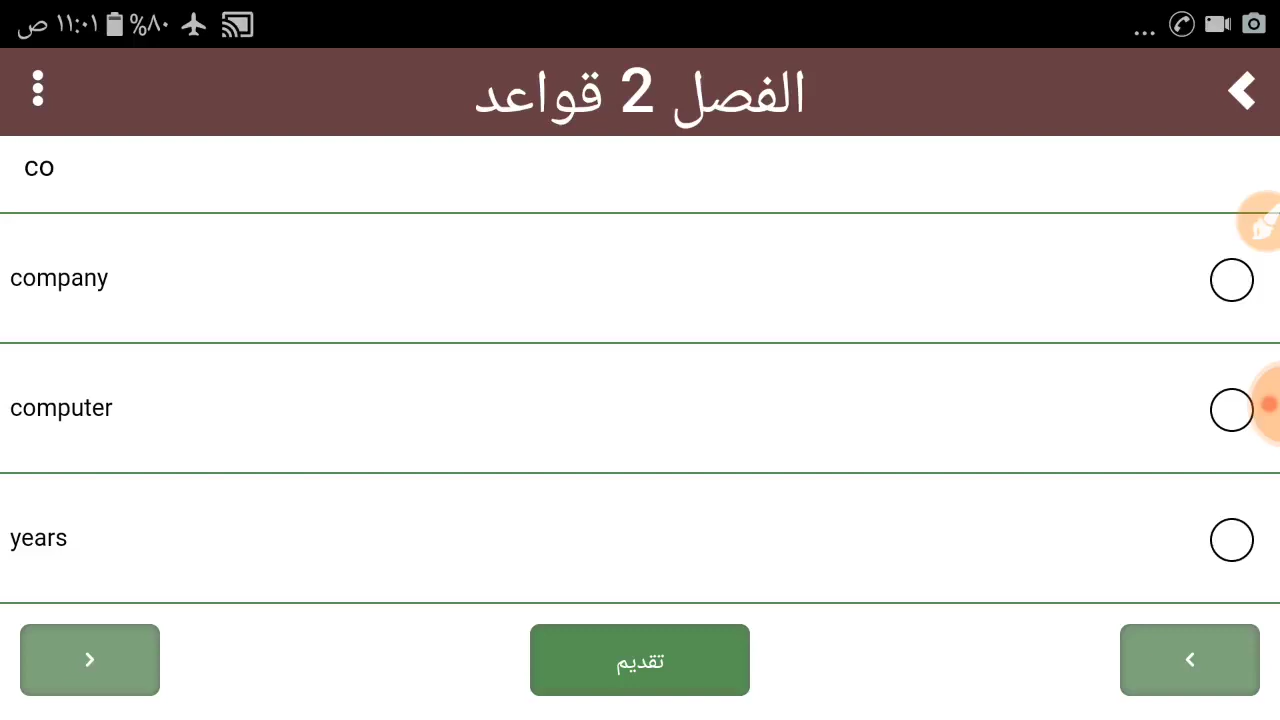 ١١:٠١ ص %٨٠ ...
الفصل 2 قواعد
co
company
computer
years
تقديم